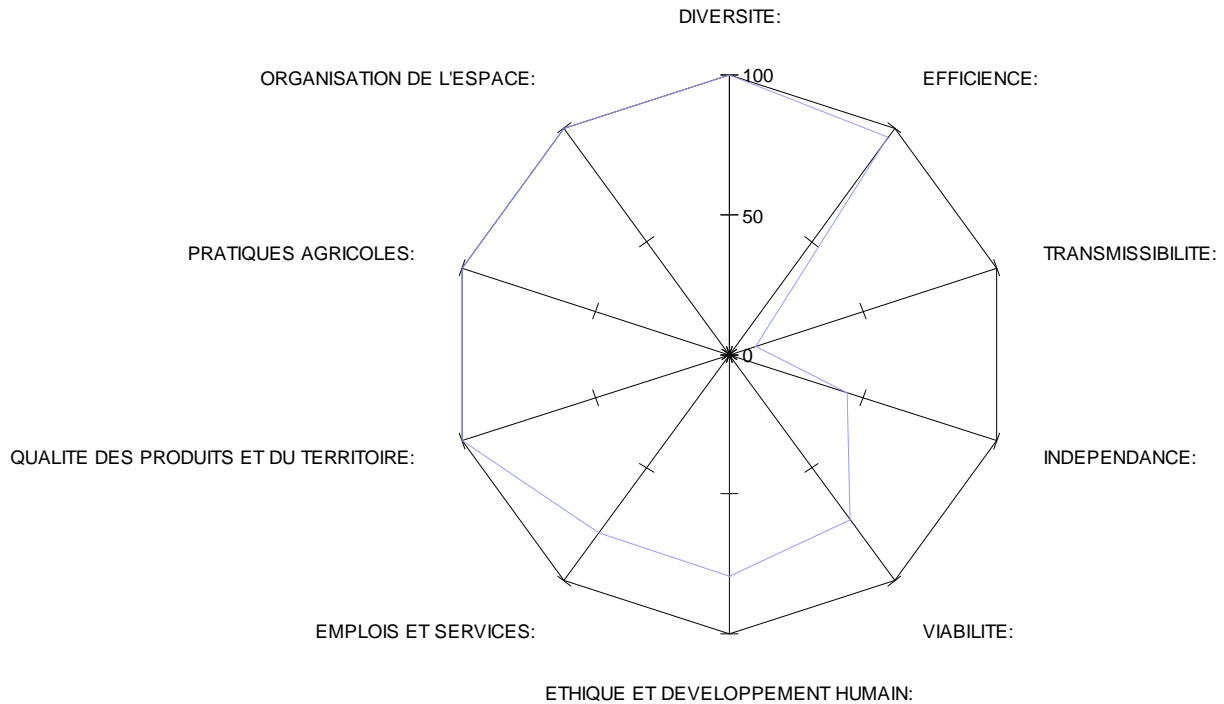 DIVERSITE:
ORGANISATION DE L'ESPACE:
100
EFFICIENCE:
50
PRATIQUES AGRICOLES:
TRANSMISSIBILITE:
0
QUALITE DES PRODUITS ET DU TERRITOIRE:
INDEPENDANCE:
EMPLOIS ET SERVICES:
VIABILITE:
ETHIQUE ET DEVELOPPEMENT HUMAIN: